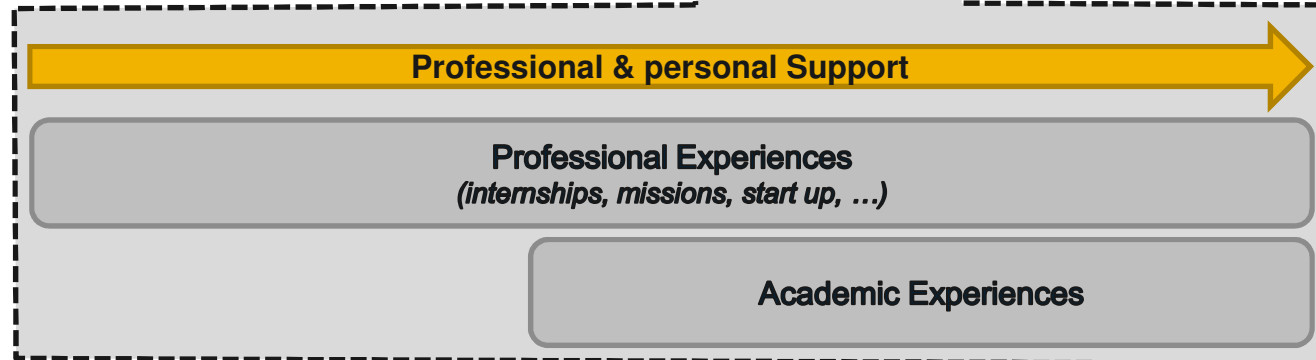 Professional & personal Support
Professional Experiences
(internships, missions, start up, …)
Academic Experiences